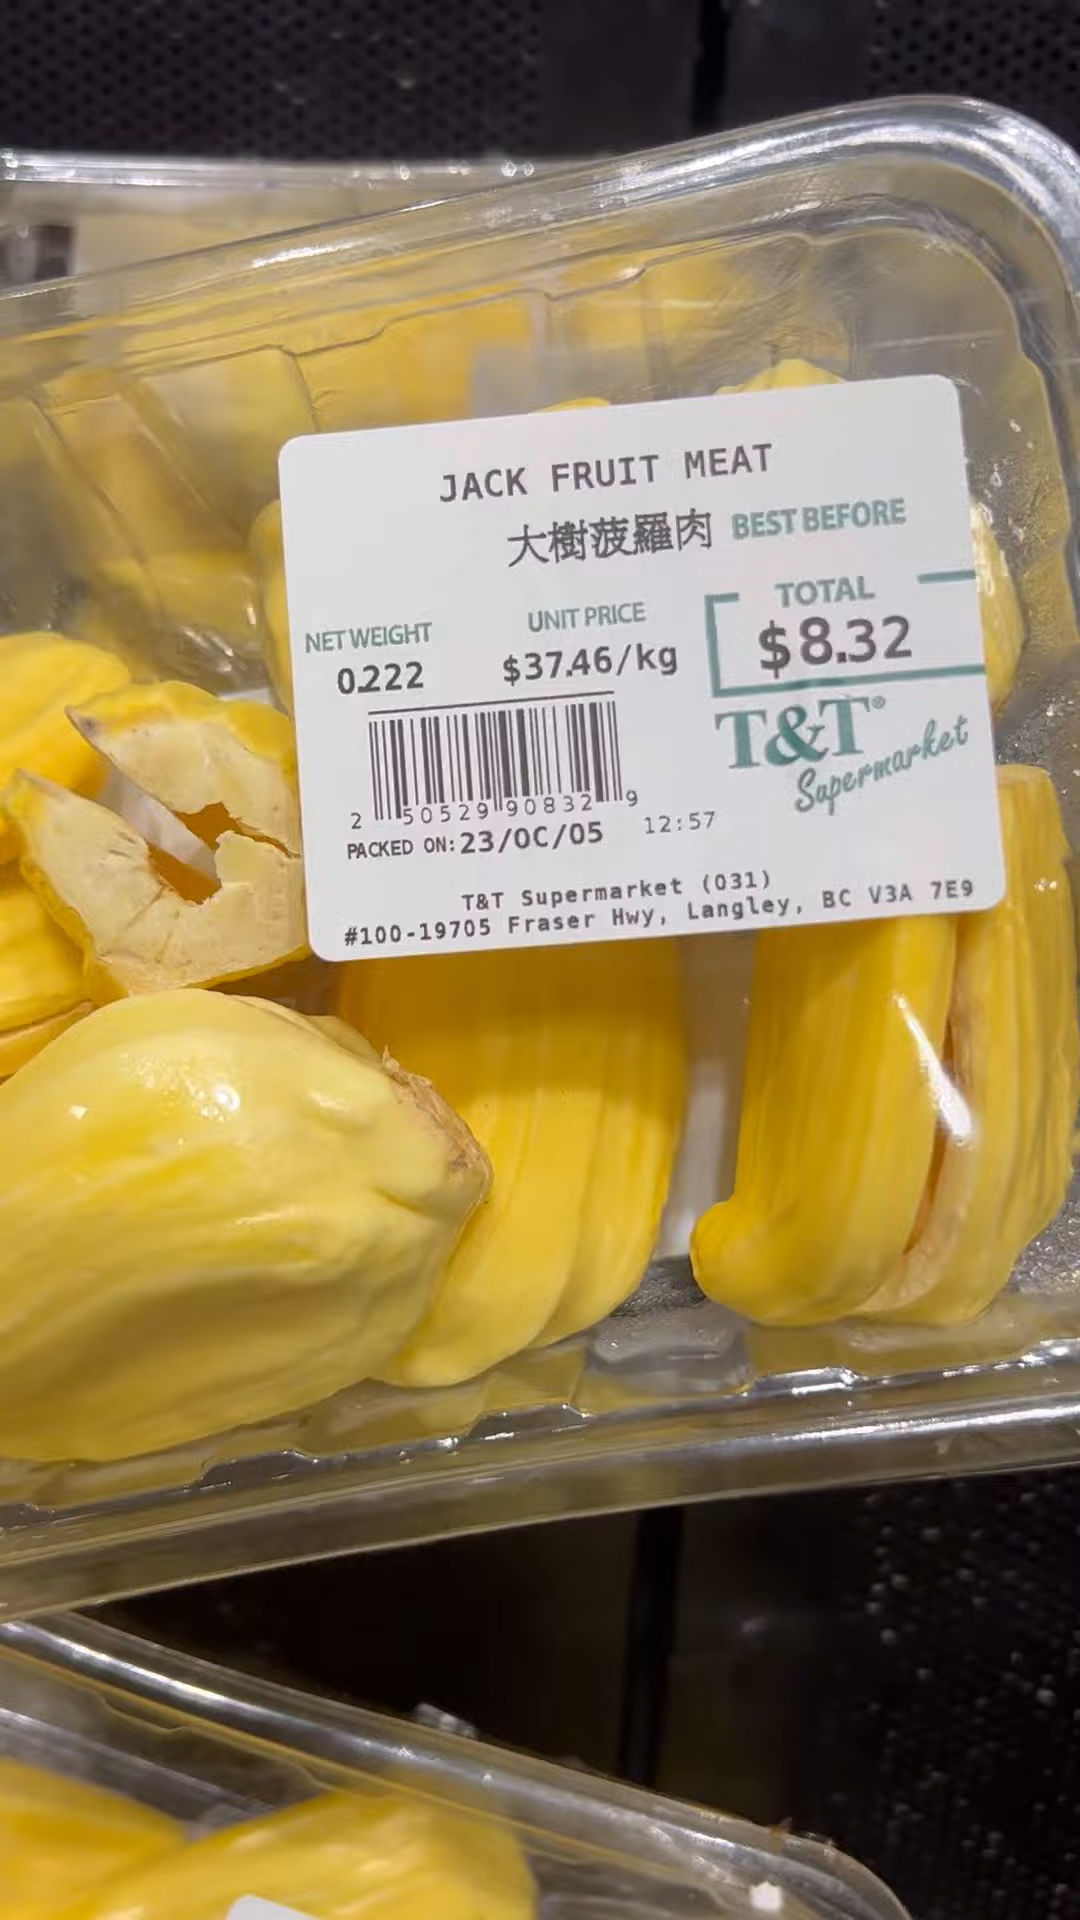 JACK FRUIT MEAT
大樹菠羅肉 BEST BEFORE
NET WEIGHT UNIT PRICE TOTAL
0.222 $37.46/kg $8.32
T&T®
Supermarket
2 50529 90832 9
PACKED ON: 23/OC/05 12:57
T&T Supermarket (031)
#100-19705 Fraser Hwy, Langley, BC V3A 7E9